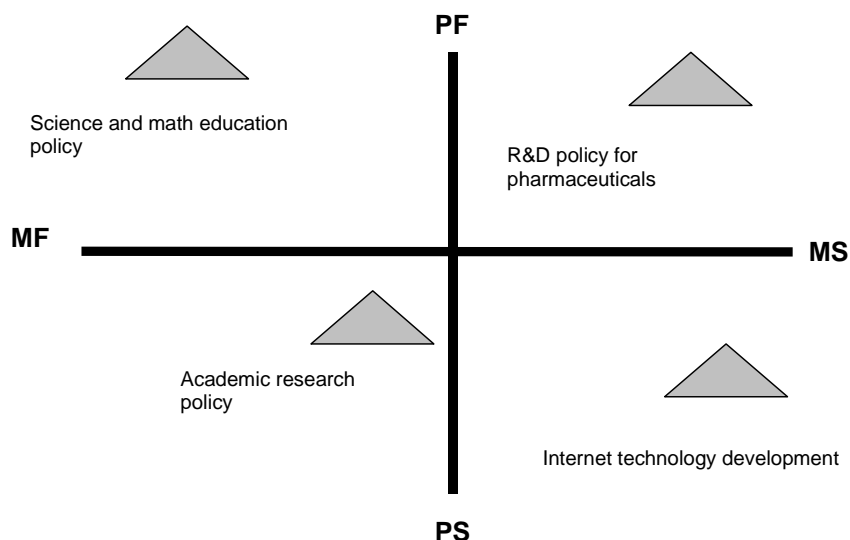 PF
Science and math education
policy
R&D policy for
pharmaceuticals
MF
MS
Academic research
policy
Internet technology development
PS